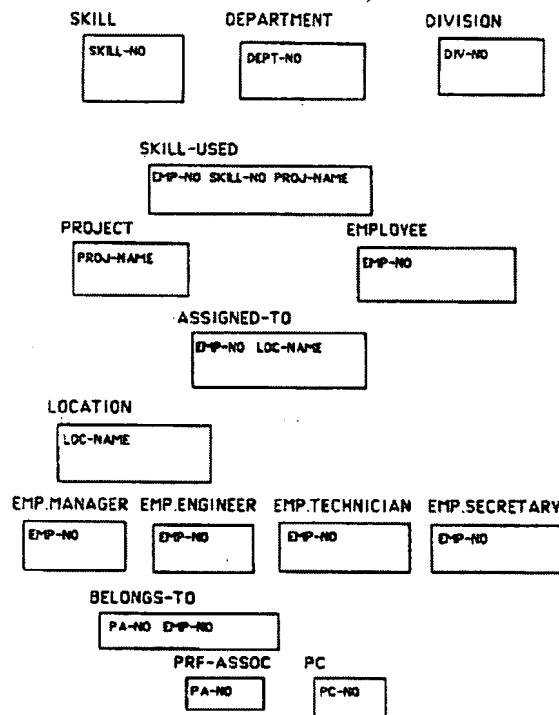 SKILL DEPARTMENT DIVISION
SKILL-NO DEPT-NO DIV-NO
SKILL-USED
EMP-NO SKILL-NO PROJ-NAME
PROJECT EMPLOYEE
PROJ-NAME EMP-NO
ASSIGNED-TO
EMP-NO LOC-NAME
LOCATION
LOC-NAME
EMP.MANAGER EMP.ENGINEER EMP.TECHNICIAN EMP.SECRETARY
EMP-NO EMP-NO EMP-NO EMP-NO
BELONGS-TO
PA-NO EMP-NO
PRF-ASSOC PC
PA-NO PC-NO